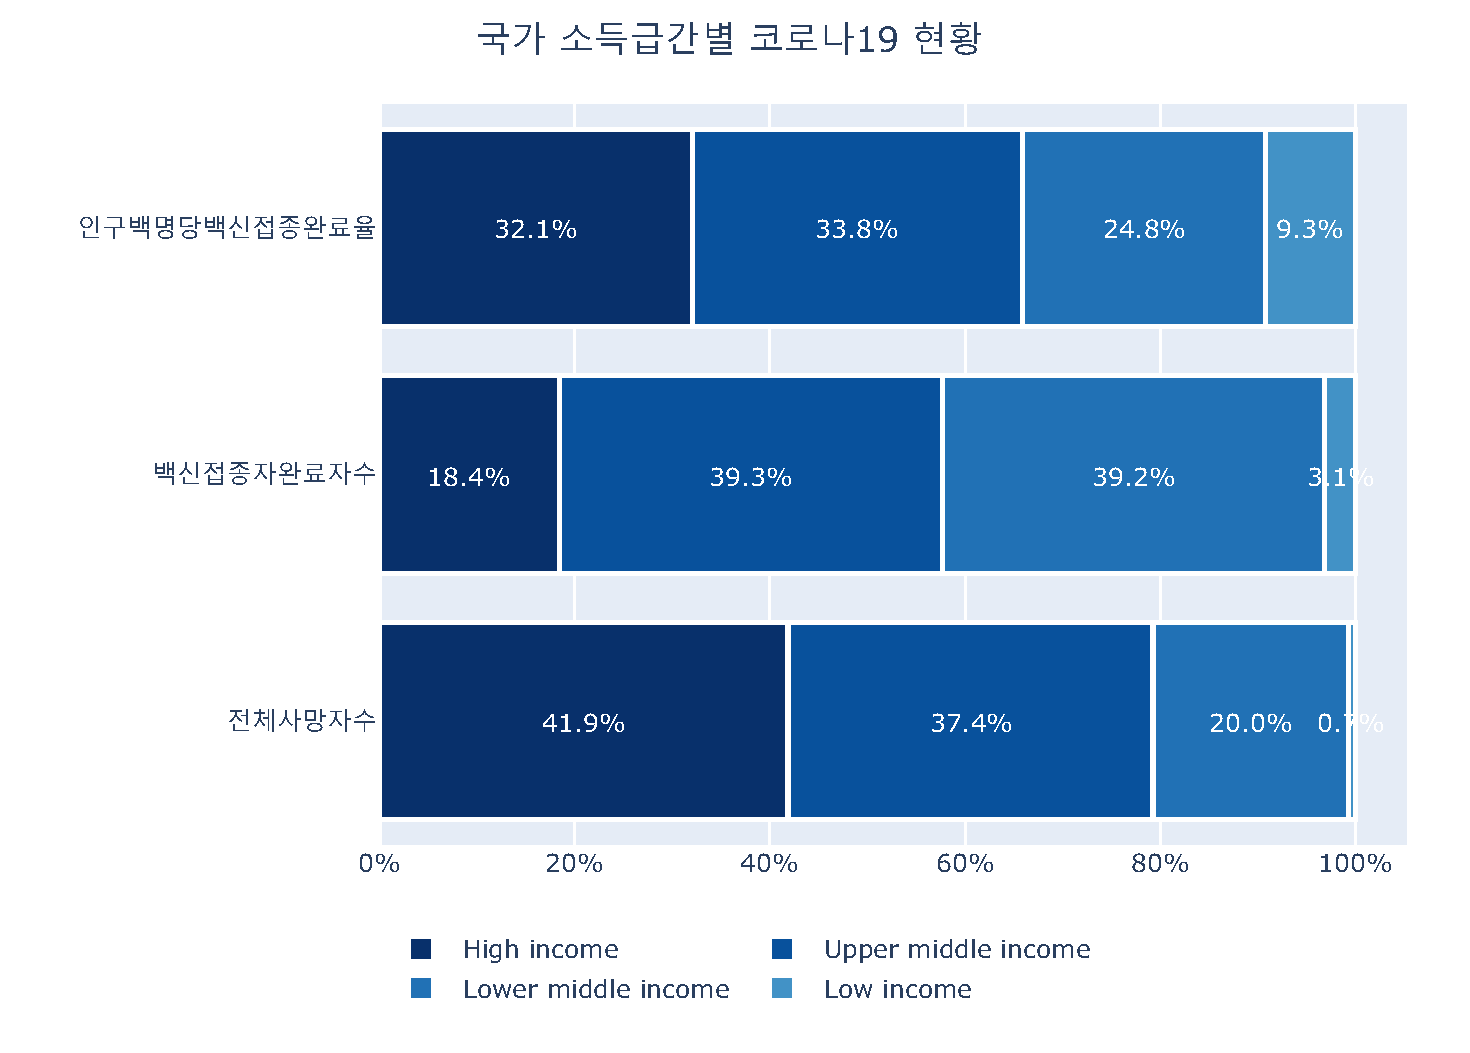 국가 소득급간별 코로나19 현황
인구백명당백신접종완료율
32.1%
33.8%
24.8%
9.3%
백신접종자완료자수
18.4%
39.3%
39.2%
3.1%
전체사망자수
41.9%
37.4%
20.0%
0.7%
0%
20%
40%
60%
80%
100%
High income
Upper middle income
Lower middle income
Low income